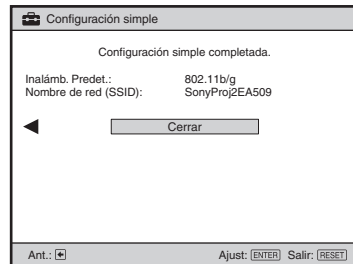 Configuración simple
Configuración simple completada.
Inalámb. Predet.: 802.11b/g
Nombre de red (SSID): SonyProj2EA509
Cerrar
Ant.: Ajust: ENTER Salir: RESET